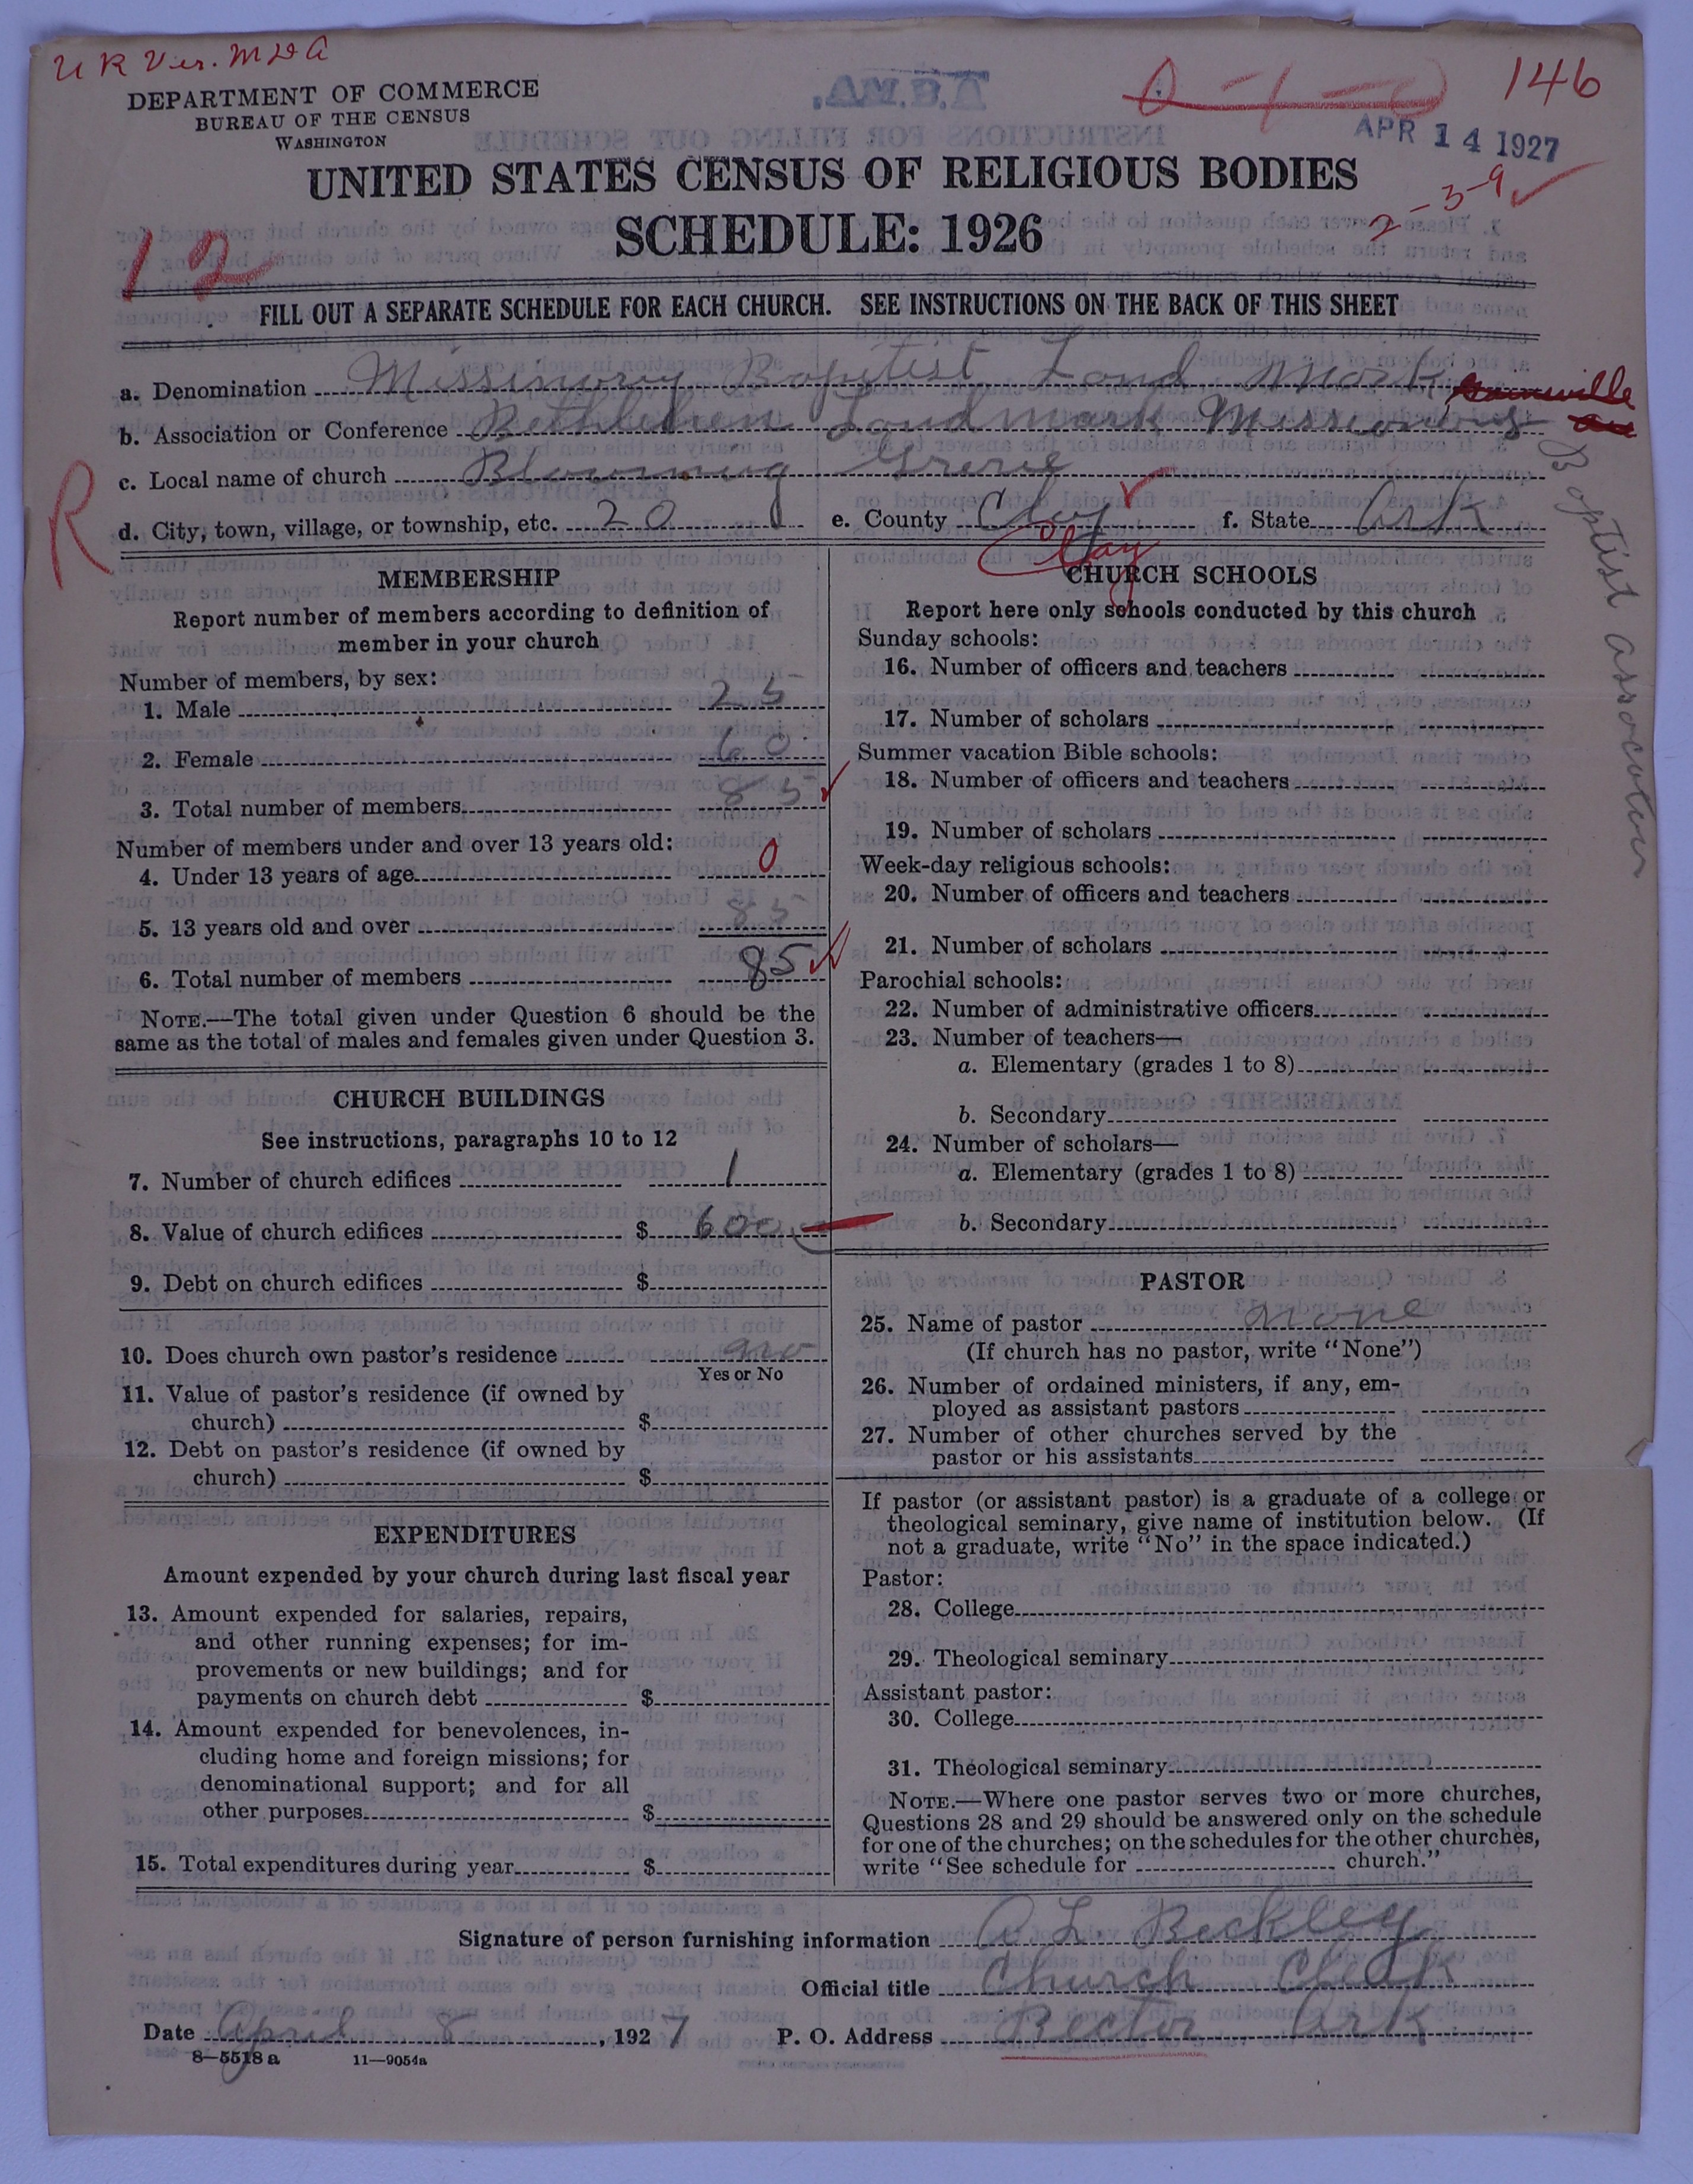 U R Ver. M D A
DEPARTMENT OF COMMERCE
BUREAU OF THE CENSUS
WASHINGTON
146
APR 14 1927
2-3-9
UNITED STATES CENSUS OF RELIGIOUS BODIES
SCHEDULE: 1926
12
FILL OUT A SEPARATE SCHEDULE FOR EACH CHURCH. SEE INSTRUCTIONS ON THE BACK OF THIS SHEET
a. Denomination Missionary Baptist Land Mark
b. Association or Conference Bethlehem Landmark Missionary
Baptist Association
c. Local name of church Blooming Grove
R
d. City, town, village, or township, etc. 20 e. County Clay f. State Ark
Clay
MEMBERSHIP
Report number of members according to definition of
member in your church
Number of members, by sex:
1. Male 25
2. Female 60
3. Total number of members 85
Number of members under and over 13 years old:
4. Under 13 years of age 0
5. 13 years old and over 85
6. Total number of members 85
NOTE.—The total given under Question 6 should be the
same as the total of males and females given under Question 3.
CHURCH BUILDINGS
See instructions, paragraphs 10 to 12
7. Number of church edifices 1
8. Value of church edifices $ 600
9. Debt on church edifices $
10. Does church own pastor's residence no
Yes or No
11. Value of pastor's residence (if owned by
church) $
12. Debt on pastor's residence (if owned by
church) $
EXPENDITURES
Amount expended by your church during last fiscal year
13. Amount expended for salaries, repairs,
and other running expenses; for im-
provements or new buildings; and for
payments on church debt $
14. Amount expended for benevolences, in-
cluding home and foreign missions; for
denominational support; and for all
other purposes $
15. Total expenditures during year $
CHURCH SCHOOLS
Report here only schools conducted by this church
Sunday schools:
16. Number of officers and teachers
17. Number of scholars
Summer vacation Bible schools:
18. Number of officers and teachers
19. Number of scholars
Week-day religious schools:
20. Number of officers and teachers
21. Number of scholars
Parochial schools:
22. Number of administrative officers
23. Number of teachers—
a. Elementary (grades 1 to 8)
b. Secondary
24. Number of scholars—
a. Elementary (grades 1 to 8)
b. Secondary
PASTOR
25. Name of pastor none
(If church has no pastor, write "None")
26. Number of ordained ministers, if any, em-
ployed as assistant pastors
27. Number of other churches served by the
pastor or his assistants
If pastor (or assistant pastor) is a graduate of a college or
theological seminary, give name of institution below. (If
not a graduate, write "No" in the space indicated.)
Pastor:
28. College
29. Theological seminary
Assistant pastor:
30. College
31. Theological seminary
NOTE.—Where one pastor serves two or more churches,
Questions 28 and 29 should be answered only on the schedule
for one of the churches; on the schedules for the other churches,
write "See schedule for church."
Signature of person furnishing information A. L. Beckley
Official title Church Clerk
Date April 8, 1927 P. O. Address Rector Ark
8—5518 a 11—9054a